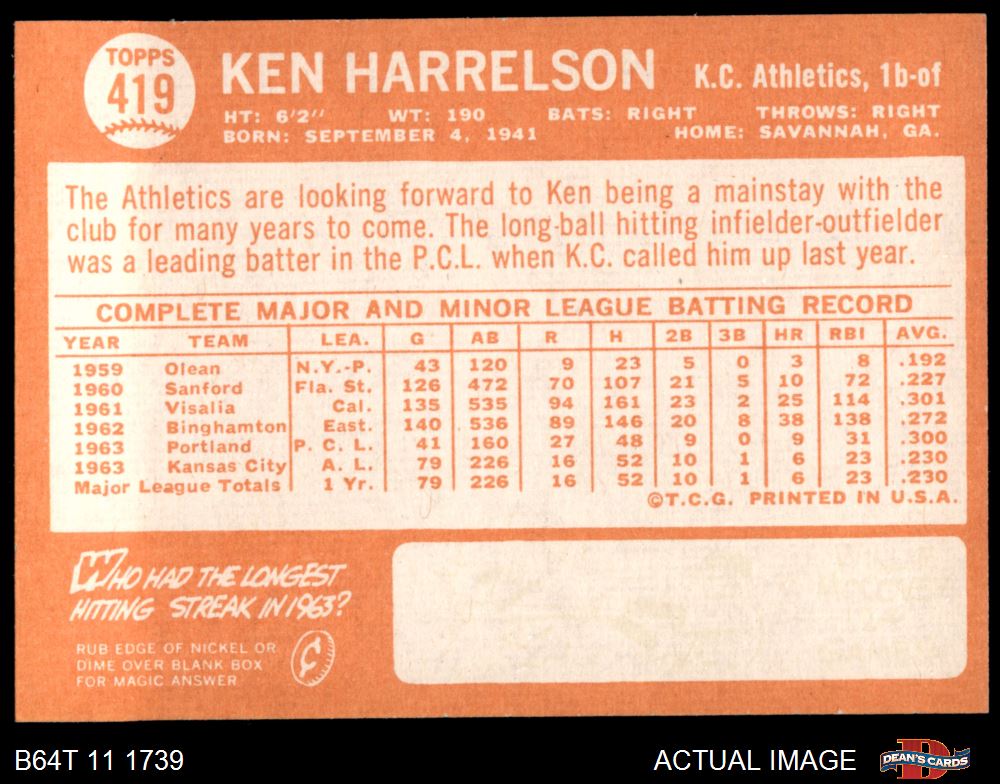 TOPPS
419
KEN HARRELSON K.C. Athletics, 1b-of
HT: 6'2" WT: 190 BATS: RIGHT THROWS: RIGHT
BORN: SEPTEMBER 4, 1941 HOME: SAVANNAH, GA.
The Athletics are looking forward to Ken being a mainstay with the
club for many years to come. The long-ball hitting infielder-outfielder
was a leading batter in the P.C.L. when K.C. called him up last year.
COMPLETE MAJOR AND MINOR LEAGUE BATTING RECORD
YEAR TEAM LEA. G AB R H 2B 3B HR RBI AVG.
1959 Olean N.Y.-P. 43 120 9 23 5 0 3 8 .192
1960 Sanford Fla. St. 126 472 70 107 21 5 10 72 .227
1961 Visalia Cal. 135 535 94 161 23 2 25 114 .301
1962 Binghamton East. 140 536 89 146 20 8 38 138 .272
1963 Portland P. C. L. 41 160 27 48 9 0 9 31 .300
1963 Kansas City A. L. 79 226 16 52 10 1 6 23 .230
Major League Totals 1 Yr. 79 226 16 52 10 1 6 23 .230
©T.C.G. PRINTED IN U.S.A.
WHO HAD THE LONGEST
HITTING STREAK IN 1963?
RUB EDGE OF NICKEL OR
DIME OVER BLANK BOX
FOR MAGIC ANSWER
¢
B64T 11 1739 ACTUAL IMAGE
D
DEAN'S CARDS